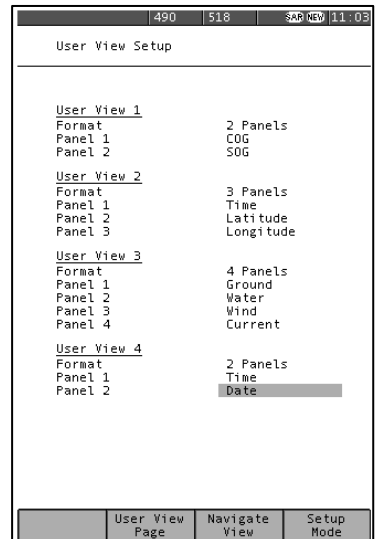 490 518 SAR NEW 11:03
User View Setup
User View 1
Format 2 Panels
Panel 1 COG
Panel 2 SOG
User View 2
Format 3 Panels
Panel 1 Time
Panel 2 Latitude
Panel 3 Longitude
User View 3
Format 4 Panels
Panel 1 Ground
Panel 2 Water
Panel 3 Wind
Panel 4 Current
User View 4
Format 2 Panels
Panel 1 Time
Panel 2 Date
User View Navigate Setup
Page View Mode